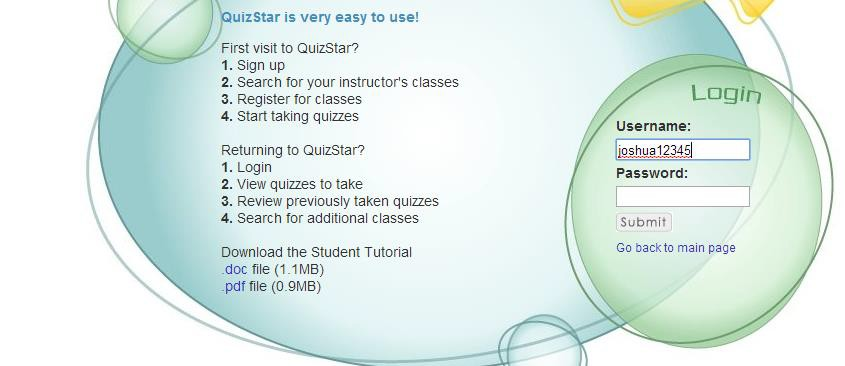 QuizStar is very easy to use!
First visit to QuizStar?
1. Sign up
2. Search for your instructor's classes
3. Register for classes
4. Start taking quizzes
Returning to QuizStar?
1. Login
2. View quizzes to take
3. Review previously taken quizzes
4. Search for additional classes
Download the Student Tutorial
.doc file (1.1MB)
.pdf file (0.9MB)
Login
Username:
joshua12345
Password:
Submit
Go back to main page